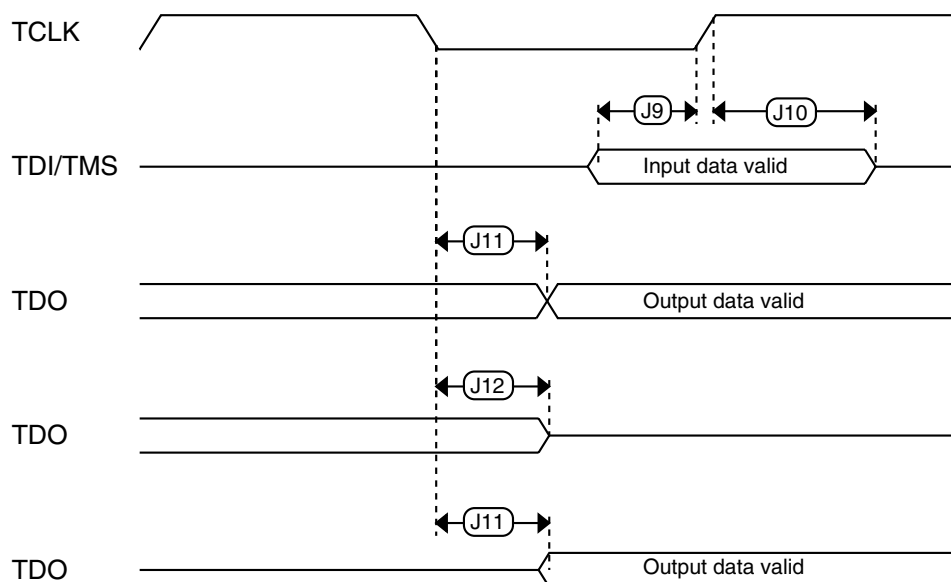 TCLK
J9
J10
TDI/TMS
Input data valid
J11
TDO
Output data valid
J12
TDO
J11
TDO
Output data valid